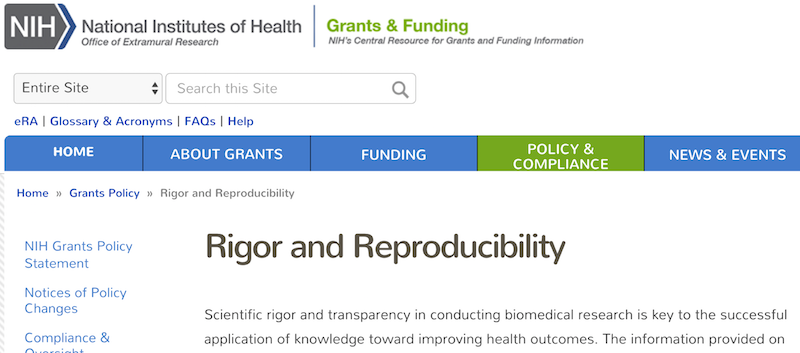 NIH National Institutes of Health
Office of Extramural Research
Grants & Funding
NIH's Central Resource for Grants and Funding Information
Entire Site
Search this Site
eRA | Glossary & Acronyms | FAQs | Help
HOME
ABOUT GRANTS
FUNDING
POLICY &
COMPLIANCE
NEWS & EVENTS
Home » Grants Policy » Rigor and Reproducibility
NIH Grants Policy
Statement
Notices of Policy
Changes
Compliance &
Oversight
Rigor and Reproducibility
Scientific rigor and transparency in conducting biomedical research is key to the successful
application of knowledge toward improving health outcomes. The information provided on